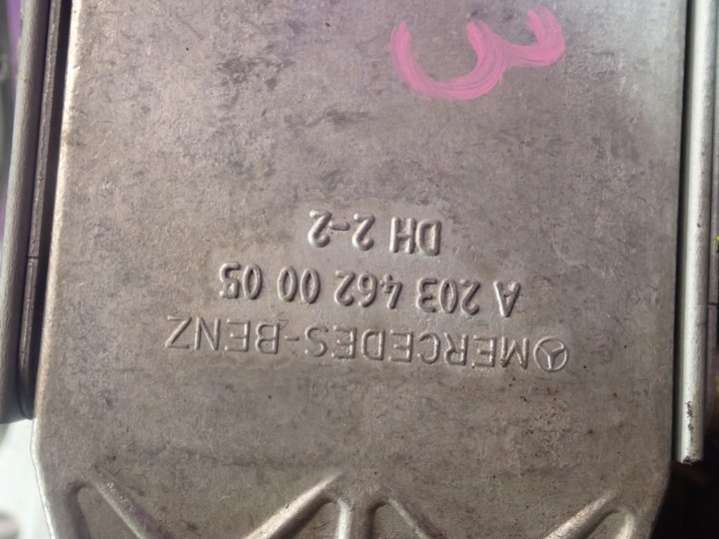 MERCEDES-BENZ
A 203 462 00 05
DH 2-2
3